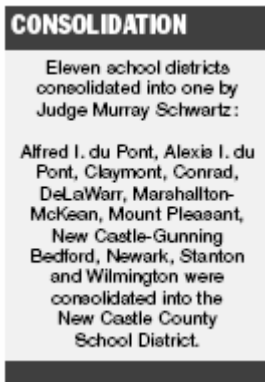 CONSOLIDATION
Eleven school districts
consolidated into one by
Judge Murray Schwartz:
Alfred I. du Pont, Alexis I. du
Pont, Claymont, Conrad,
DeLaWarr, Marshallton-
McKean, Mount Pleasant,
New Castle-Gunning
Bedford, Newark, Stanton
and Wilmington were
consolidated into the
New Castle County
School District.